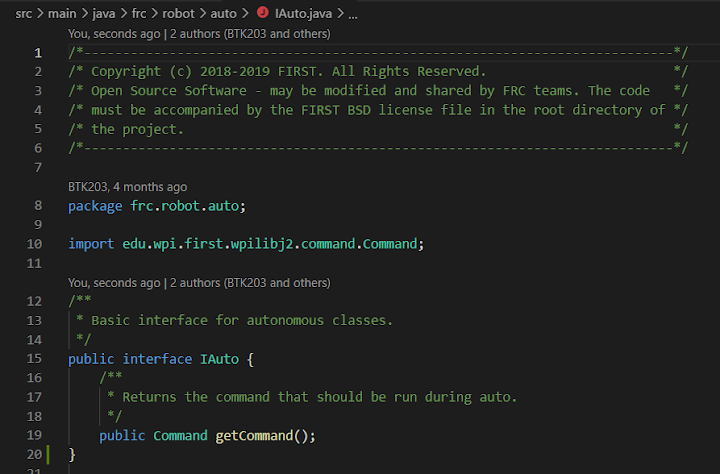 src > main > java > frc > robot > auto > IAuto.java > ...
You, seconds ago | 2 authors (BTK203 and others)
1 /*----------------------------------------------------------------------------*/
2 /* Copyright (c) 2018-2019 FIRST. All Rights Reserved.                        */
3 /* Open Source Software - may be modified and shared by FRC teams. The code   */
4 /* must be accompanied by the FIRST BSD license file in the root directory of */
5 /* the project.                                                               */
6 /*----------------------------------------------------------------------------*/
7
BTK203, 4 months ago
8 package frc.robot.auto;
9
10 import edu.wpi.first.wpilibj2.command.Command;
11
You, seconds ago | 2 authors (BTK203 and others)
12 /**
13  * Basic interface for autonomous classes.
14  */
15 public interface IAuto {
16     /**
17      * Returns the command that should be run during auto.
18      */
19     public Command getCommand();
20 }
21